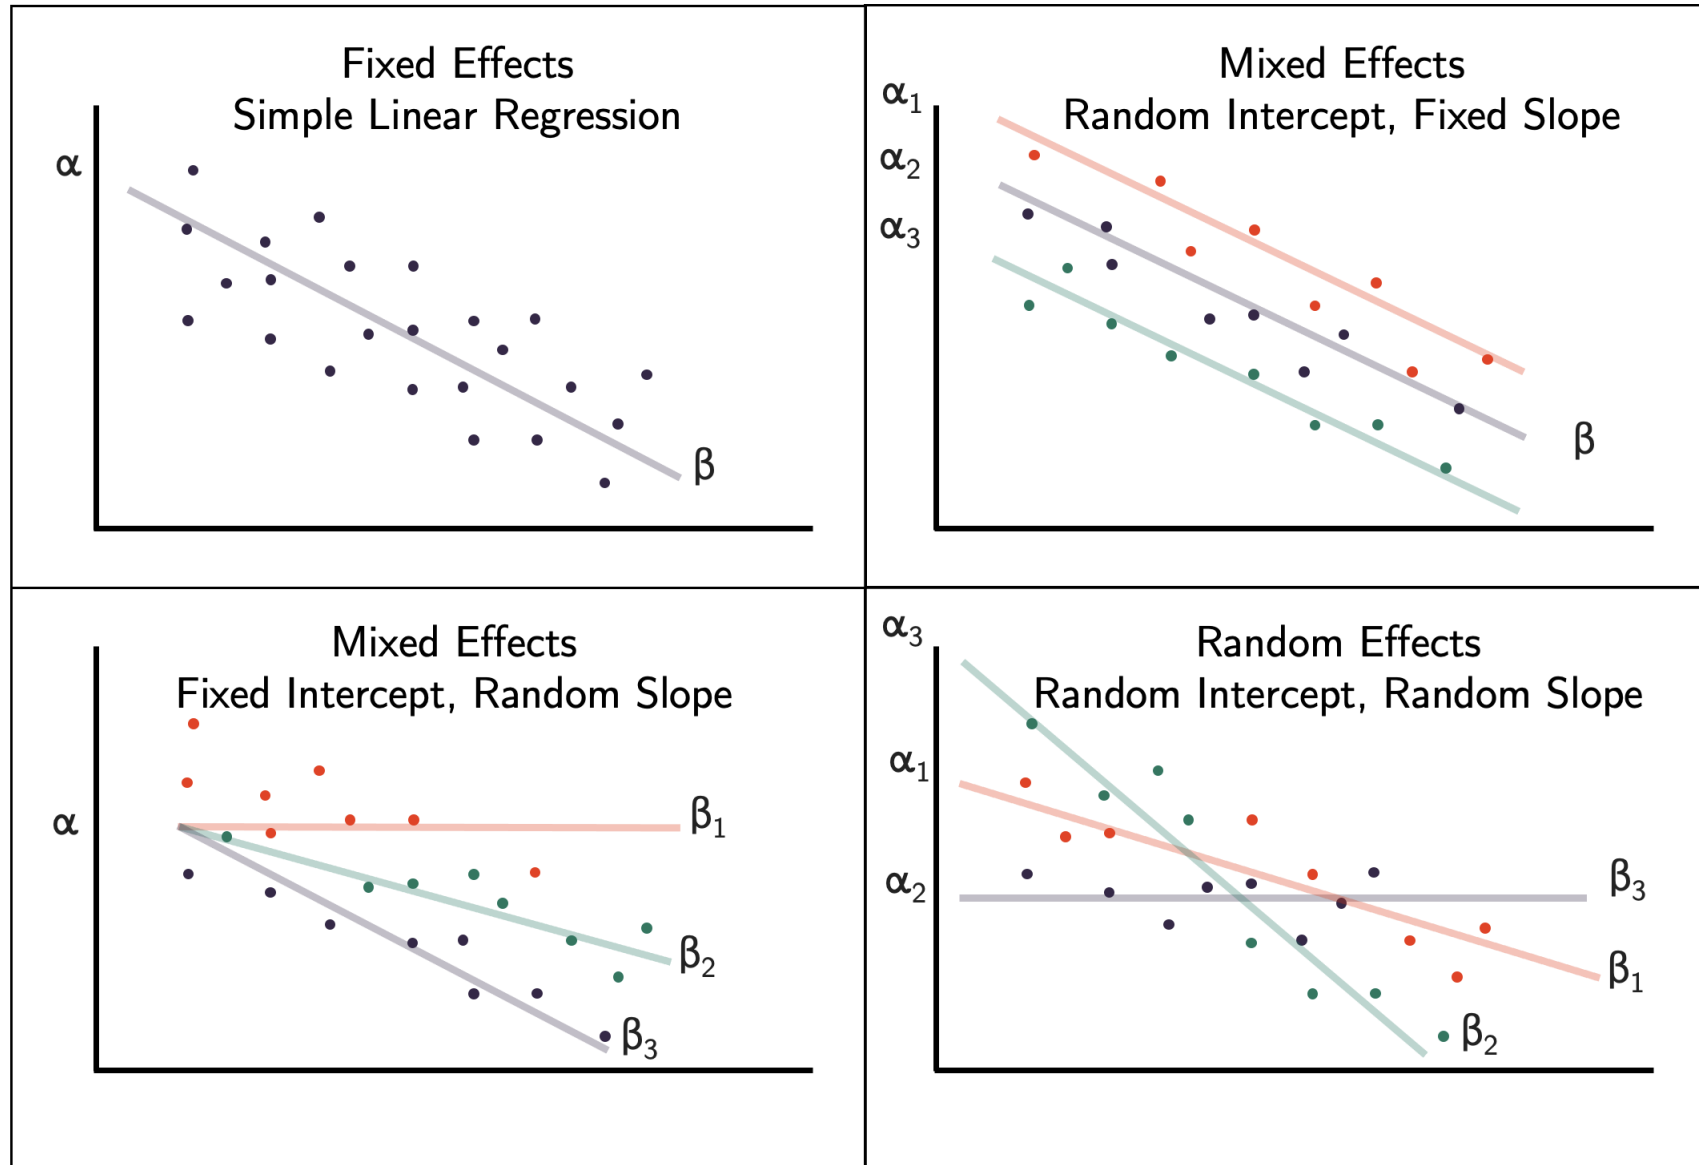 Fixed Effects
Simple Linear Regression
α
β
Mixed Effects
Random Intercept, Fixed Slope
α₁
α₂
α₃
β
Mixed Effects
Fixed Intercept, Random Slope
α
β₁
β₂
β₃
Random Effects
Random Intercept, Random Slope
α₃
α₁
α₂
β₃
β₁
β₂